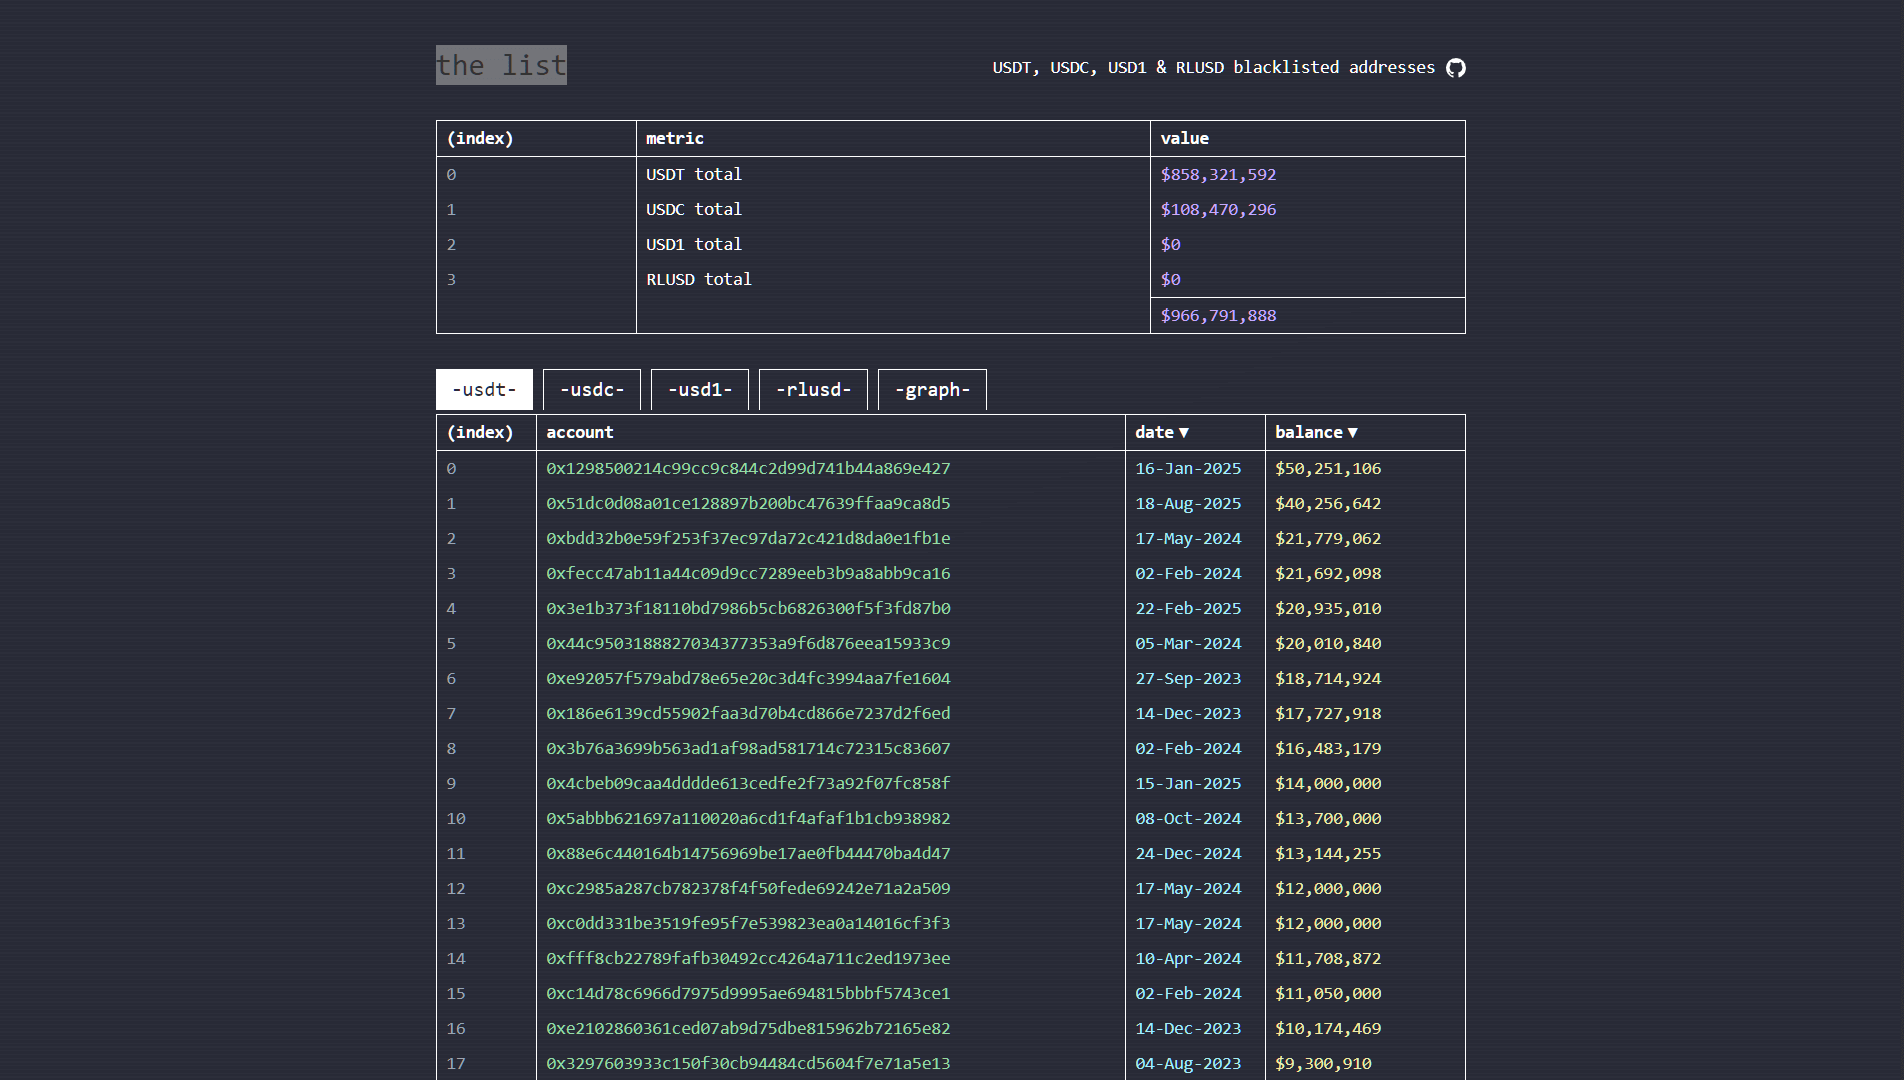 the list
USDT, USDC, USD1 & RLUSD blacklisted addresses
(index) metric value
0 USDT total $858,321,592
1 USDC total $108,470,296
2 USD1 total $0
3 RLUSD total $0
$966,791,888
-usdt- -usdc- -usd1- -rlusd- -graph-
(index) account date▼ balance▼
0 0x1298500214c99cc9c844c2d99d741b44a869e427 16-Jan-2025 $50,251,106
1 0x51dc0d08a01ce128897b200bc47639ffaa9ca8d5 18-Aug-2025 $40,256,642
2 0xbdd32b0e59f253f37ec97da72c421d8da0e1fb1e 17-May-2024 $21,779,062
3 0xfecc47ab11a44c09d9cc7289eeb3b9a8abb9ca16 02-Feb-2024 $21,692,098
4 0x3e1b373f18110bd7986b5cb6826300f5f3fd87b0 22-Feb-2025 $20,935,010
5 0x44c9503188827034377353a9f6d876eea15933c9 05-Mar-2024 $20,010,840
6 0xe92057f579abd78e65e20c3d4fc3994aa7fe1604 27-Sep-2023 $18,714,924
7 0x186e6139cd55902faa3d70b4cd866e7237d2f6ed 14-Dec-2023 $17,727,918
8 0x3b76a3699b563ad1af98ad581714c72315c83607 02-Feb-2024 $16,483,179
9 0x4cbeb09caa4dddde613cedfe2f73a92f07fc858f 15-Jan-2025 $14,000,000
10 0x5abbb621697a110020a6cd1f4afaf1b1cb938982 08-Oct-2024 $13,700,000
11 0x88e6c440164b14756969be17ae0fb44470ba4d47 24-Dec-2024 $13,144,255
12 0xc2985a287cb782378f4f50fede69242e71a2a509 17-May-2024 $12,000,000
13 0xc0dd331be3519fe95f7e539823ea0a14016cf3f3 17-May-2024 $12,000,000
14 0xfff8cb22789fafb30492cc4264a711c2ed1973ee 10-Apr-2024 $11,708,872
15 0xc14d78c6966d7975d9995ae694815bbbf5743ce1 02-Feb-2024 $11,050,000
16 0xe2102860361ced07ab9d75dbe815962b72165e82 14-Dec-2023 $10,174,469
17 0x3297603933c150f30cb94484cd5604f7e71a5e13 04-Aug-2023 $9,300,910